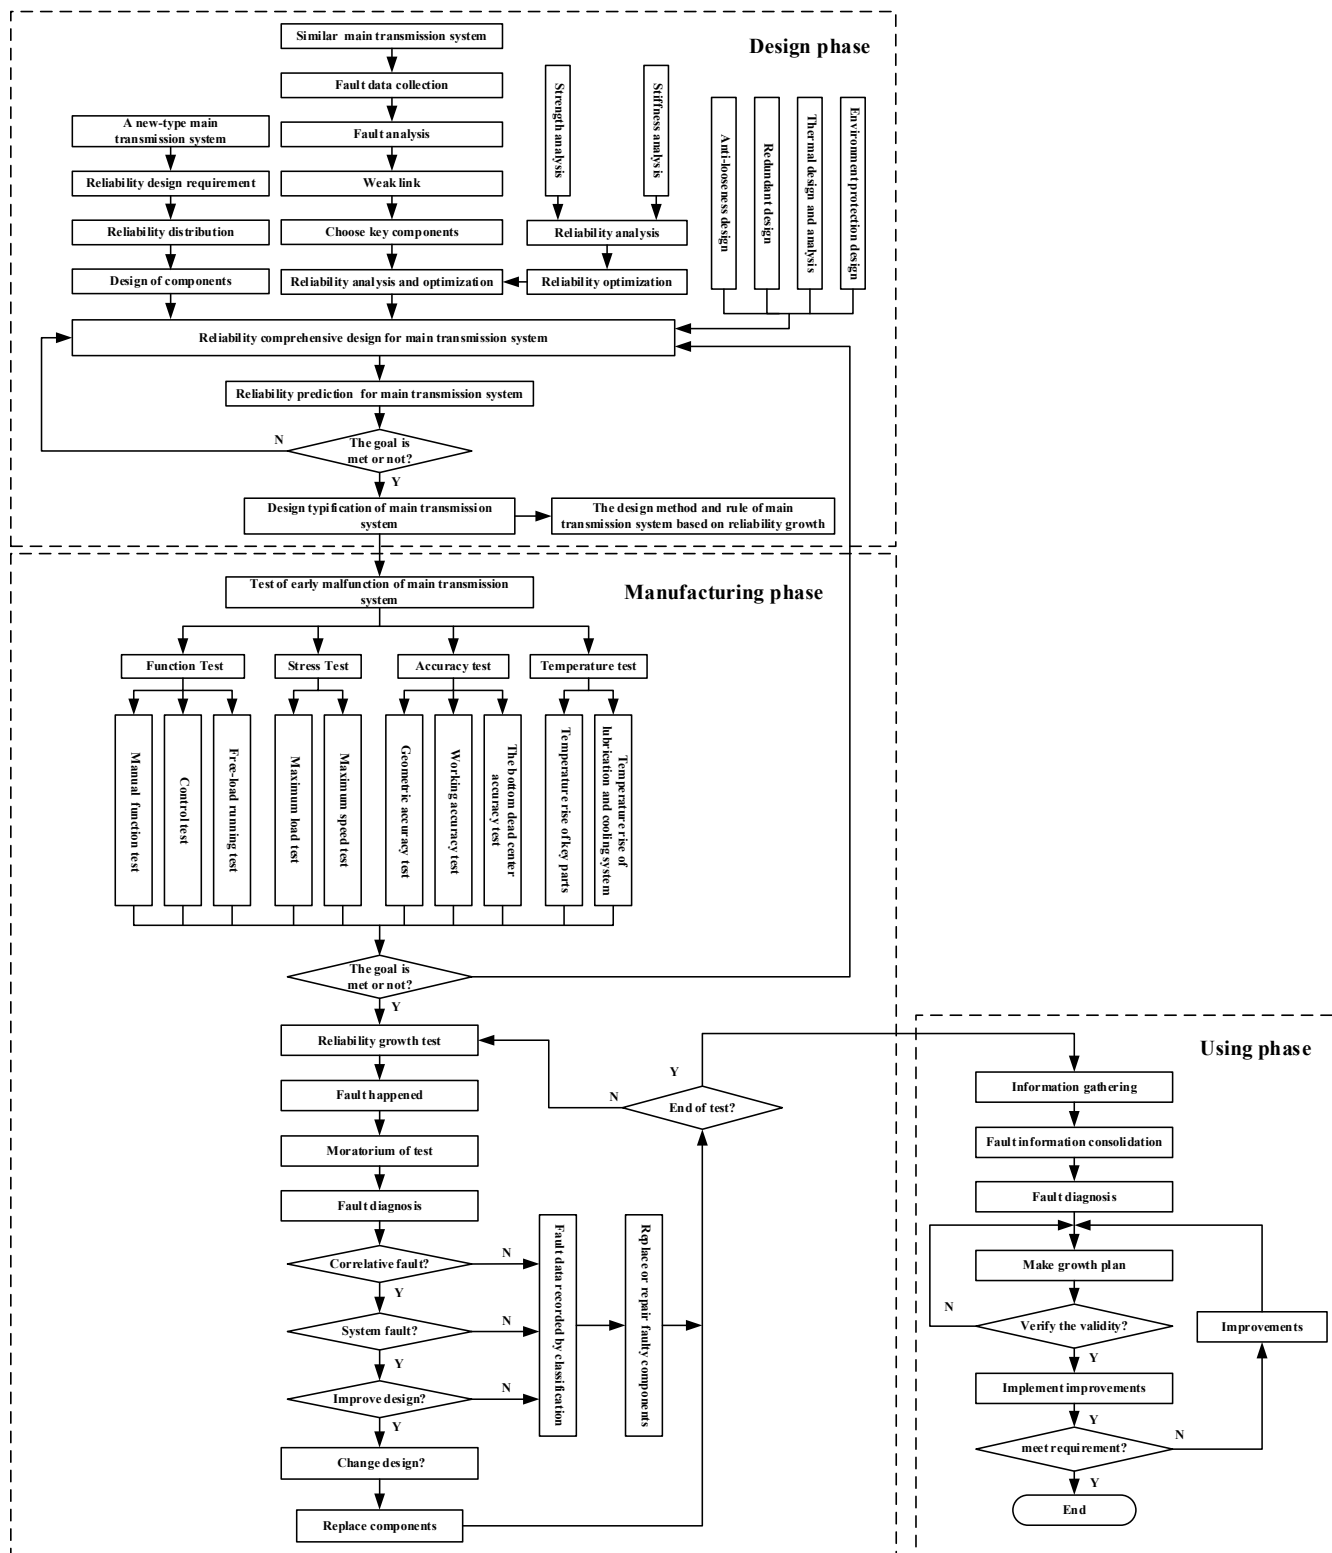 Design phase
Similar main transmission system
Fault data collection
Fault analysis
Weak link
Choose key components
Reliability analysis and optimization
A new-type main
transmission system
Reliability design requirement
Reliability distribution
Design of components
Strength analysis
Stiffness analysis
Reliability analysis
Reliability optimization
Anti-looseness design
Redundant design
Thermal design and
analysis
Environment protection design
Reliability comprehensive design for main transmission system
Reliability prediction for main transmission system
N
The goal is
met or not?
Y
Design typification of main transmission
system
The design method and rule of main
transmission system based on reliability growth
Manufacturing phase
Test of early malfunction of main transmission
system
Function Test
Stress Test
Accuracy test
Temperature test
Manual function test
Control test
Free-load running test
Maximum load test
Maximum speed test
Geometric accuracy test
Working accuracy test
The bottom dead center
accuracy test
Temperature rise of key parts
Temperature rise of
lubrication and cooling system
The goal is
met or not?
Y
Reliability growth test
Fault happened
Moratorium of test
Fault diagnosis
Correlative fault?
N
Y
System fault?
N
Y
Improve design?
N
Y
Change design?
Replace components
Fault data recorded by classification
Replace or repair faulty
components
End of test?
N
Y
Using phase
Information gathering
Fault information consolidation
Fault diagnosis
Make growth plan
N
Verify the validity?
Y
Improvements
Implement improvements
Y
meet requirement?
N
Y
End